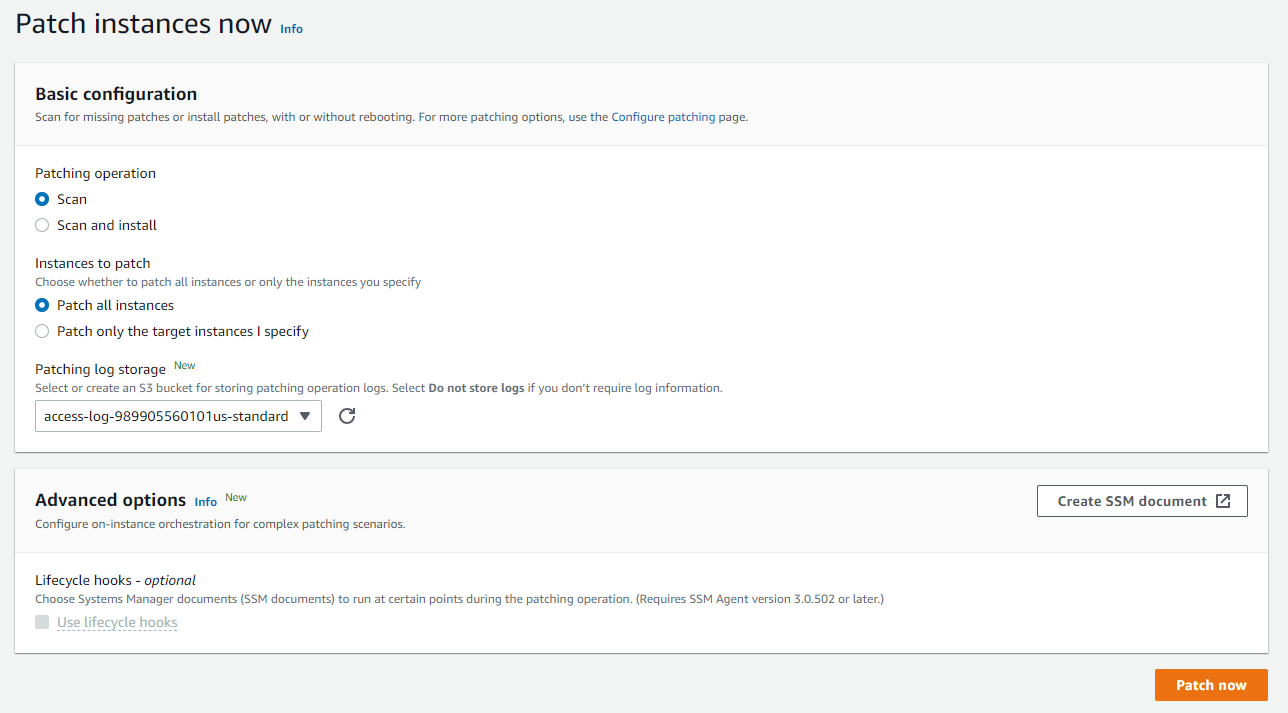 Patch instances now Info
Basic configuration
Scan for missing patches or install patches, with or without rebooting. For more patching options, use the Configure patching page.
Patching operation
Scan
Scan and install
Instances to patch
Choose whether to patch all instances or only the instances you specify
Patch all instances
Patch only the target instances I specify
Patching log storage New
Select or create an S3 bucket for storing patching operation logs. Select Do not store logs if you don't require log information.
access-log-989905560101us-standard
Advanced options Info New
Create SSM document
Configure on-instance orchestration for complex patching scenarios.
Lifecycle hooks - optional
Choose Systems Manager documents (SSM documents) to run at certain points during the patching operation. (Requires SSM Agent version 3.0.502 or later.)
Use lifecycle hooks
Patch now